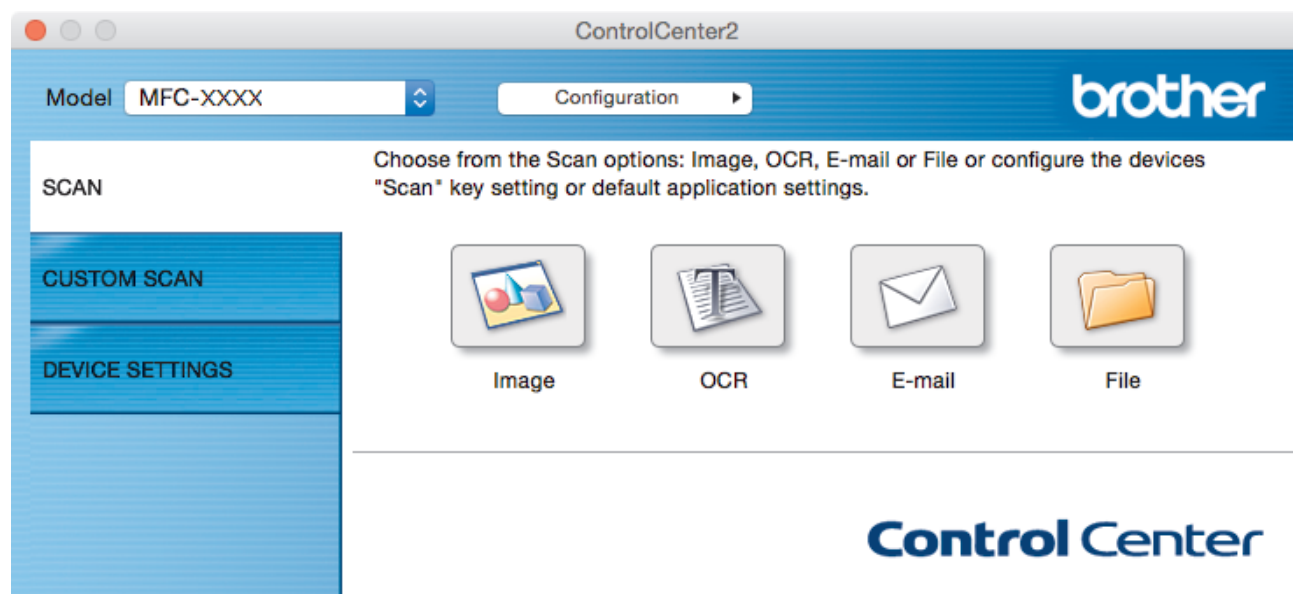 ControlCenter2
Model MFC-XXXX Configuration brother
SCAN
Choose from the Scan options: Image, OCR, E-mail or File or configure the devices
"Scan" key setting or default application settings.
CUSTOM SCAN
DEVICE SETTINGS
T
Image OCR E-mail File
Control Center